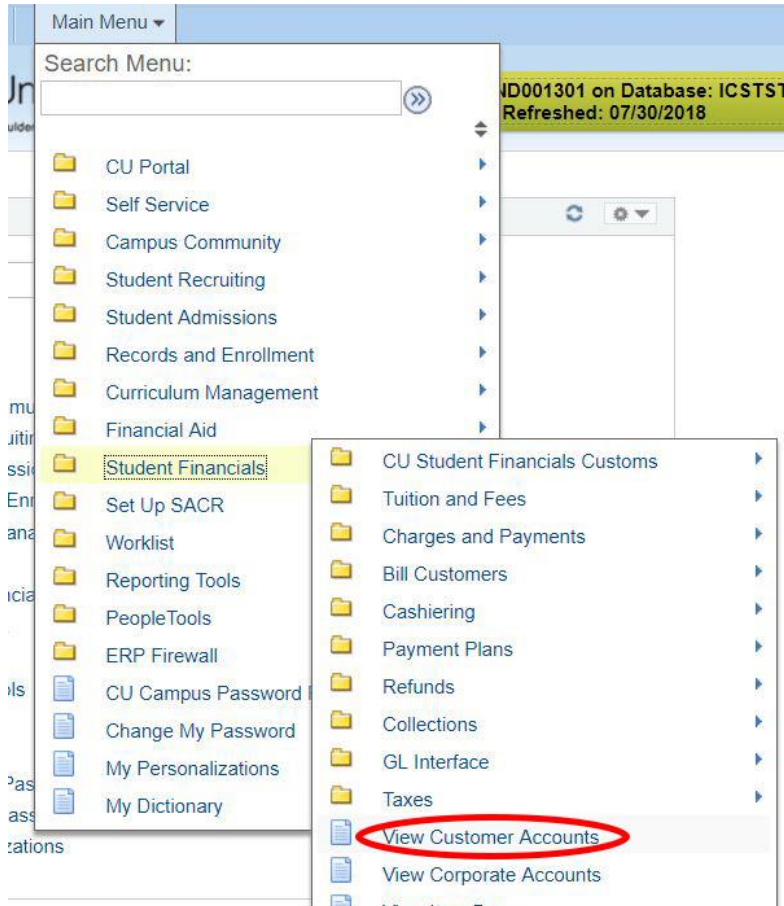 Main Menu
Search Menu:
ND001301 on Database: ICSTST
Refreshed: 07/30/2018
CU Portal
Self Service
Campus Community
Student Recruiting
Student Admissions
Records and Enrollment
Curriculum Management
Financial Aid
Student Financials
Set Up SACR
Worklist
Reporting Tools
PeopleTools
ERP Firewall
CU Campus Password
Change My Password
My Personalizations
My Dictionary
CU Student Financials Customs
Tuition and Fees
Charges and Payments
Bill Customers
Cashiering
Payment Plans
Refunds
Collections
GL Interface
Taxes
View Customer Accounts
View Corporate Accounts